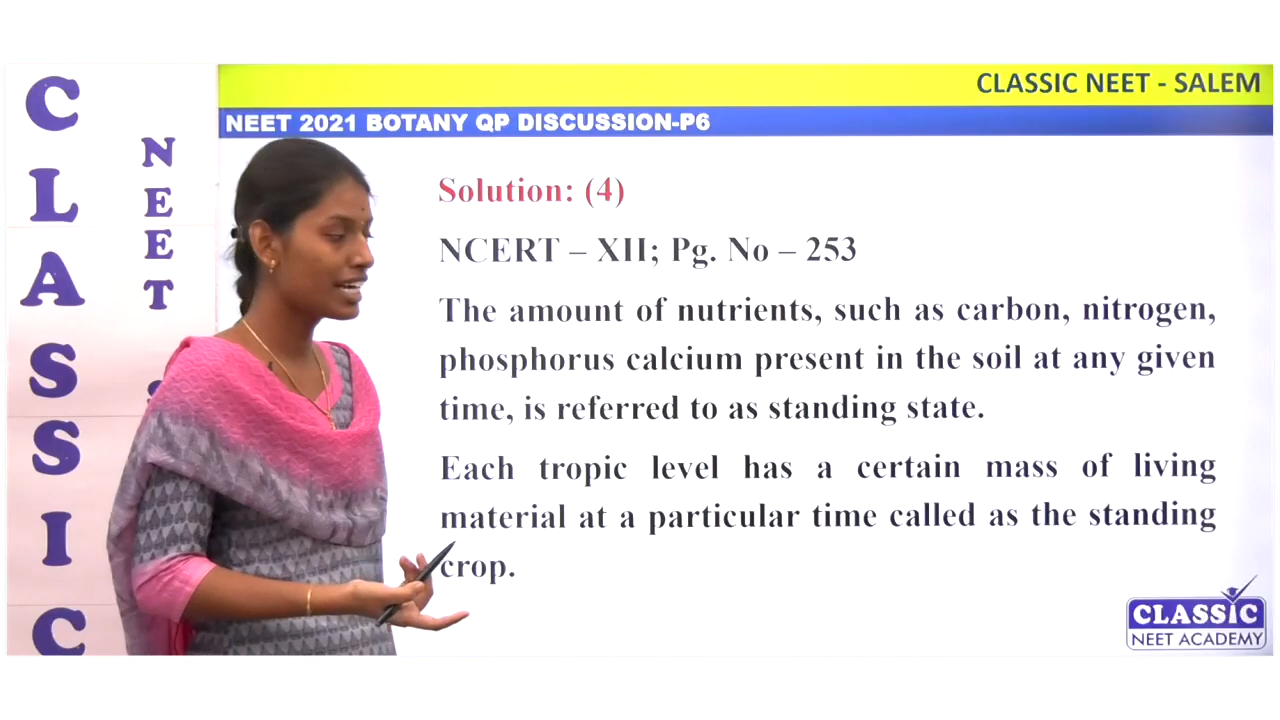 CLASSIC
NEET
CLASSIC NEET - SALEM
NEET 2021 BOTANY QP DISCUSSION-P6
Solution: (4)
NCERT – XII; Pg. No – 253
The amount of nutrients, such as carbon, nitrogen,
phosphorus calcium present in the soil at any given
time, is referred to as standing state.
Each tropic level has a certain mass of living
material at a particular time called as the standing
crop.
CLASSIC
NEET ACADEMY